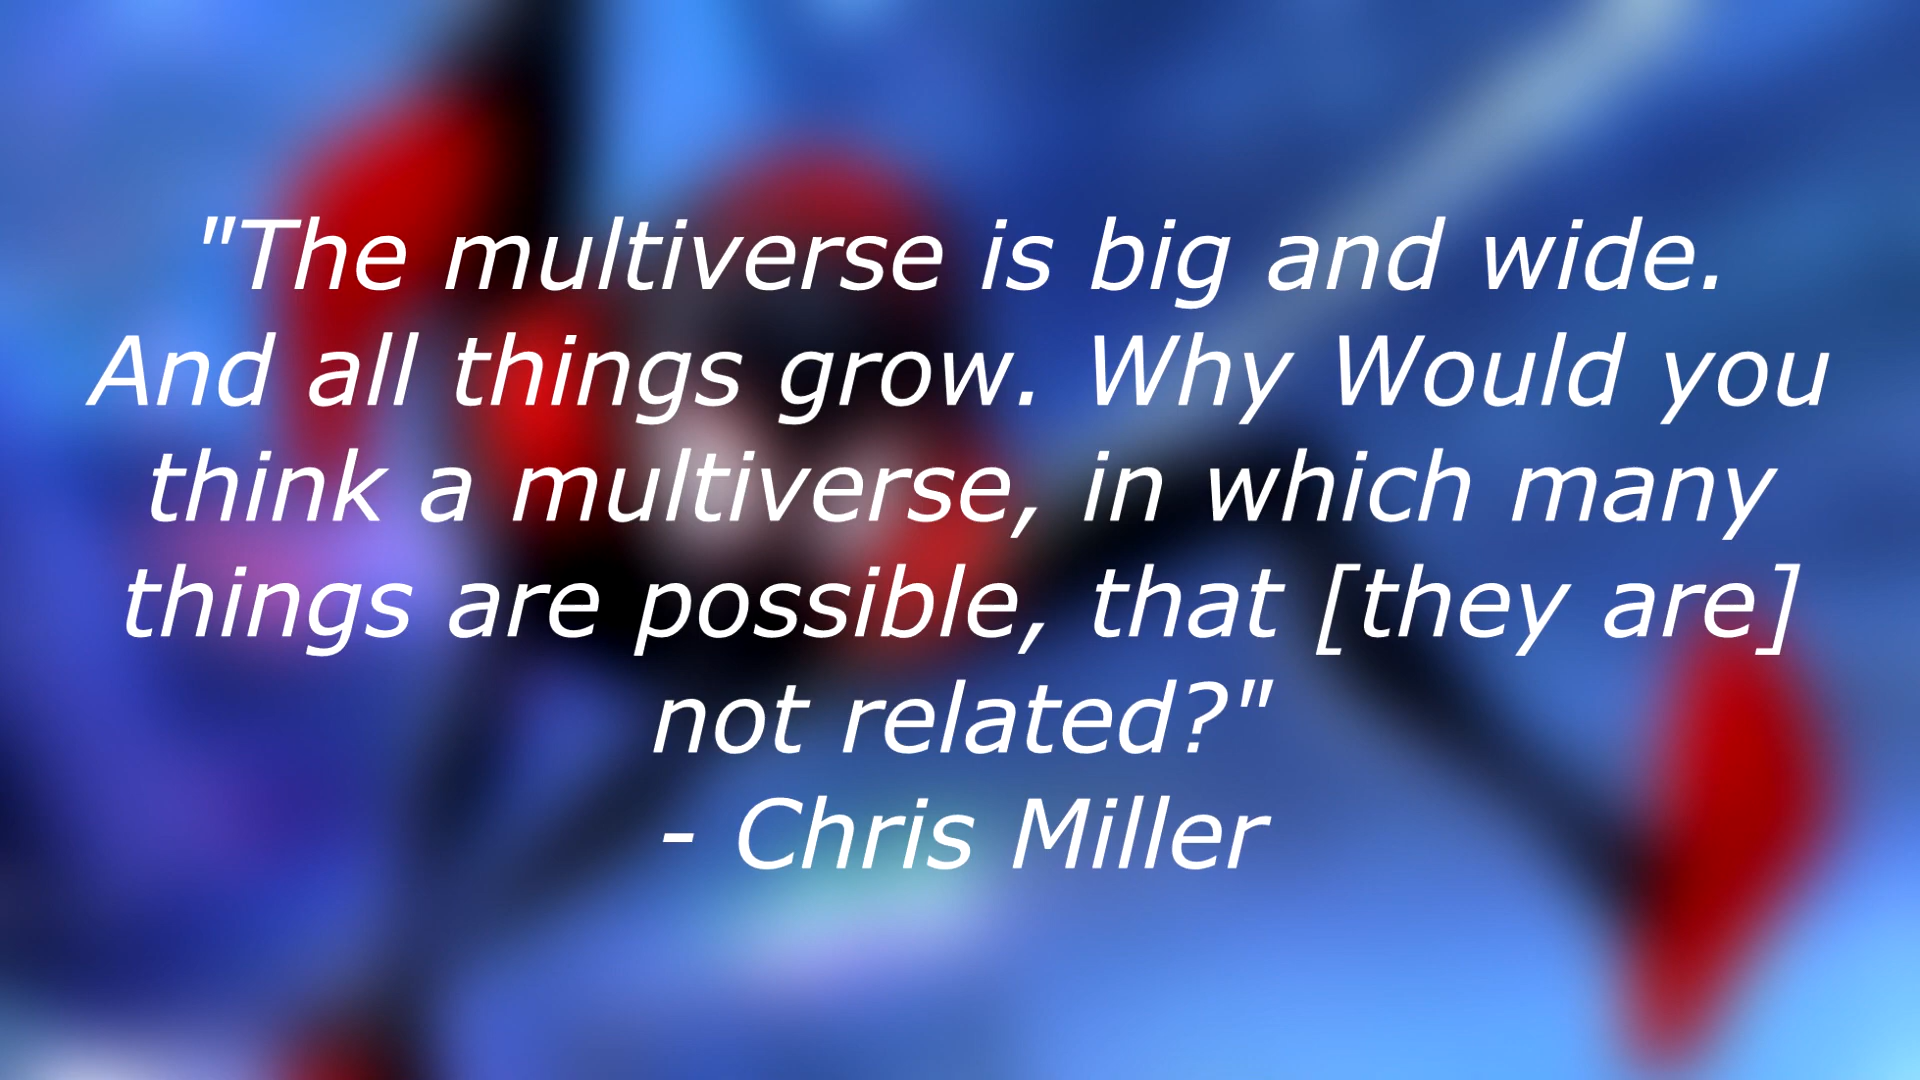 "The multiverse is big and wide.
And all things grow. Why Would you
think a multiverse, in which many
things are possible, that [they are]
not related?"
- Chris Miller